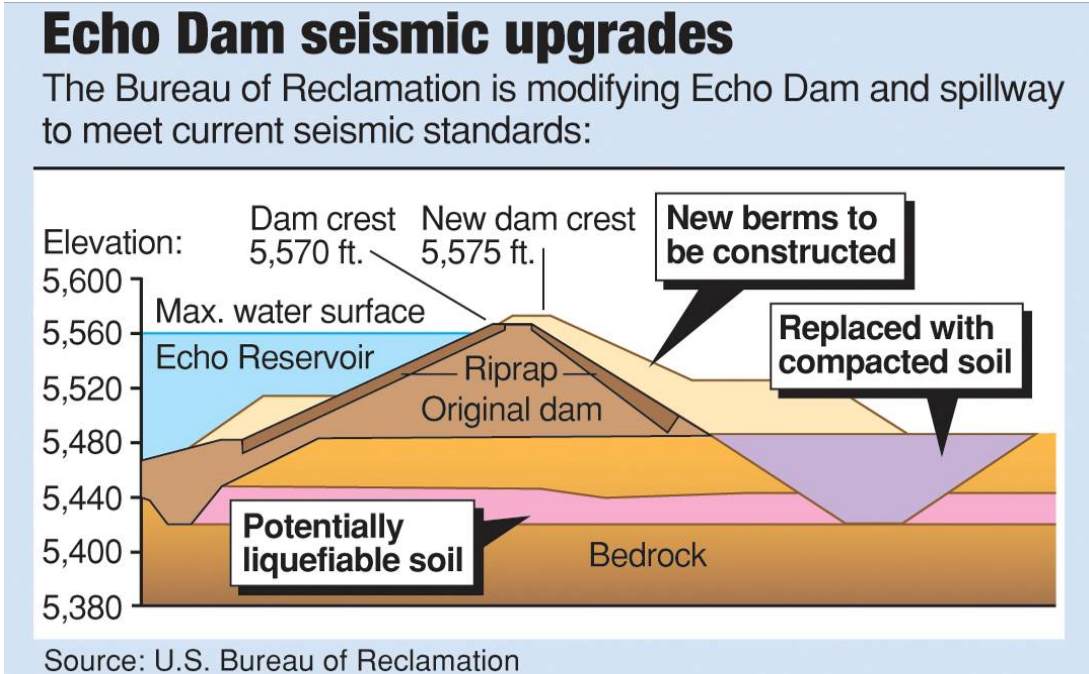 Echo Dam seismic upgrades
The Bureau of Reclamation is modifying Echo Dam and spillway
to meet current seismic standards:
Elevation:
Dam crest
5,570 ft.
New dam crest
5,575 ft.
New berms to
be constructed
5,600
Max. water surface
5,560
Echo Reservoir
Replaced with
compacted soil
Riprap
5,520
Original dam
5,480
5,440
Potentially
liquefiable soil
5,400
Bedrock
5,380
Source: U.S. Bureau of Reclamation